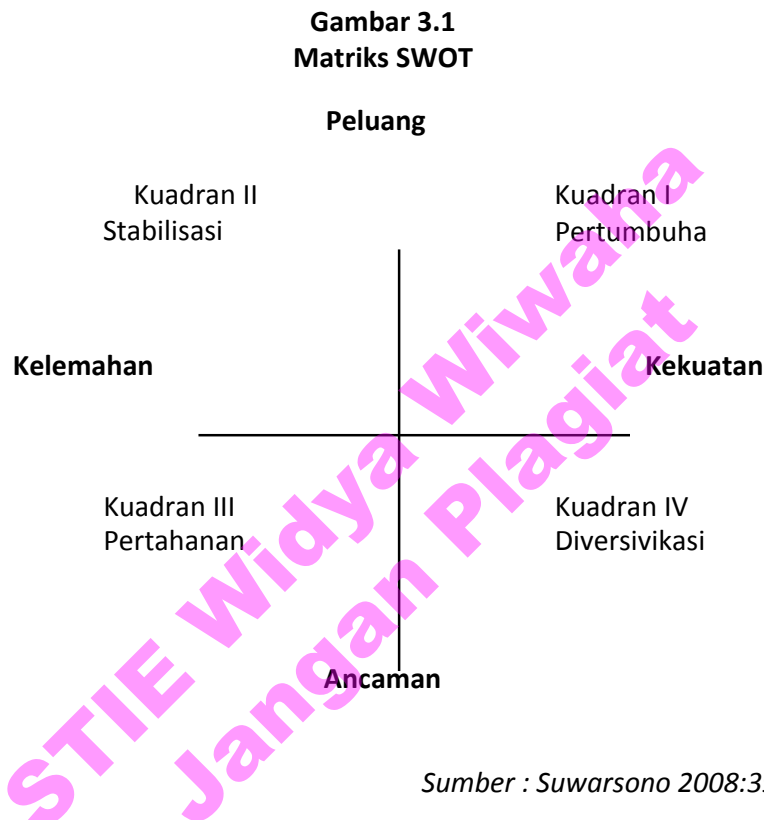 Gambar 3.1
Matriks SWOT
Peluang
Kuadran II
Stabilisasi
Kuadran I
Pertumbuha
Kelemahan
Kekuatan
Kuadran III
Pertahanan
Kuadran IV
Diversivikasi
Ancaman
Sumber : Suwarsono 2008:3
STIE Widya Wiwaha
Jangan Plagiat